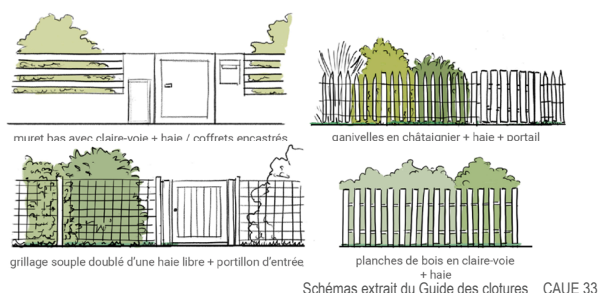 muret bas avec claire-voie + haie / coffrets encastrés
ganivelles en châtaignier + haie + portail
grillage souple doublé d'une haie libre + portillon d'entrée
planches de bois en claire-voie
+ haie
Schémas extrait du Guide des clotures CAUE 33